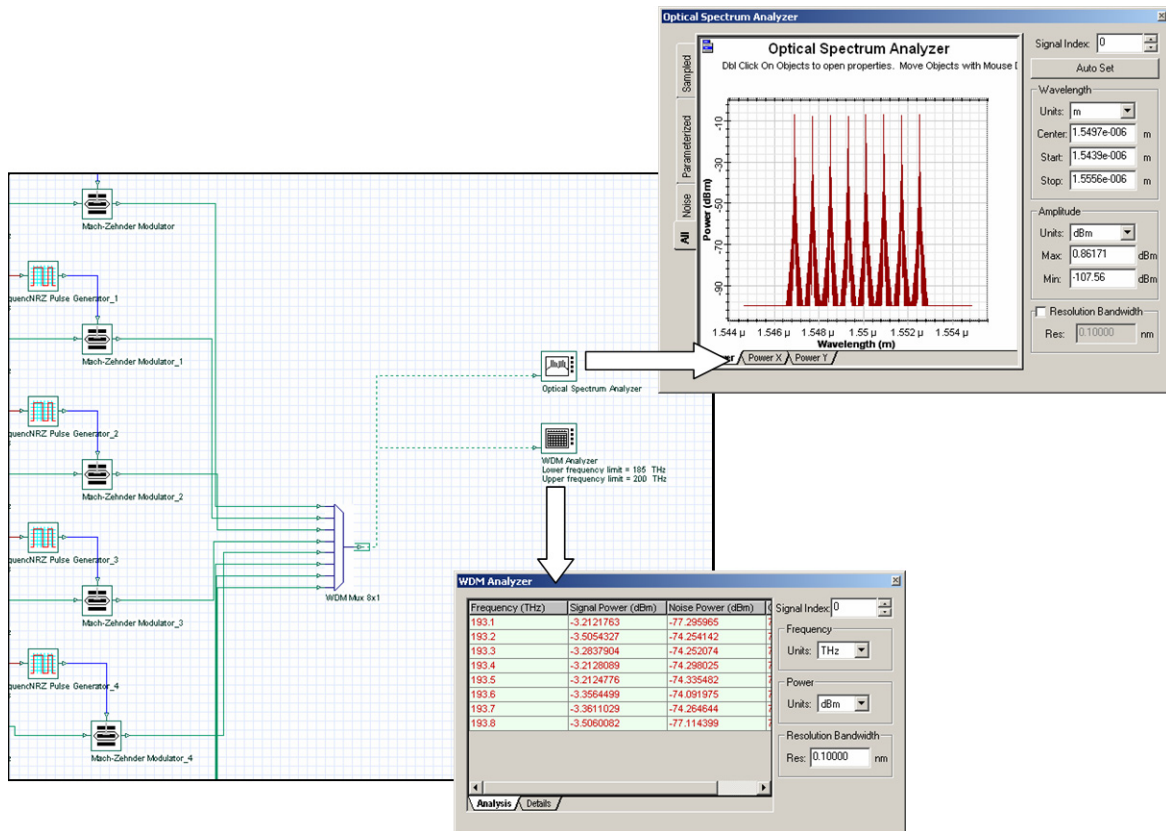 Optical Spectrum Analyzer
Optical Spectrum Analyzer
Dbl Click On Objects to open properties. Move Objects with Mouse D
Sampled
Parameterized
Noise
All
Power (dBm)
-10
-30
-50
-70
-90
1.544 µ 1.546 µ 1.548 µ 1.55 µ 1.552 µ 1.554 µ
Wavelength (m)
Power X Power Y
Signal Index: 0
Auto Set
Wavelength
Units: m
Center: 1.5497e-006 m
Start: 1.5439e-006 m
Stop: 1.5556e-006 m
Amplitude
Units: dBm
Max: 0.86171 dBm
Min: -107.56 dBm
Resolution Bandwidth
Res: 0.10000 nm
Mach-Zehnder Modulator
NRZ Pulse Generator_1
Mach-Zehnder Modulator_1
NRZ Pulse Generator_2
Mach-Zehnder Modulator_2
NRZ Pulse Generator_3
Mach-Zehnder Modulator_3
NRZ Pulse Generator_4
Mach-Zehnder Modulator_4
WDM Mux 8x1
Optical Spectrum Analyzer
WDM Analyzer
Lower frequency limit = 185 THz
Upper frequency limit = 200 THz
WDM Analyzer
Frequency (THz) Signal Power (dBm) Noise Power (dBm)
193.1 -3.2121763 -77.295965
193.2 -3.5054327 -74.254142
193.3 -3.2837904 -74.252074
193.4 -3.2128089 -74.298025
193.5 -3.2124776 -74.335482
193.6 -3.3564499 -74.091975
193.7 -3.3611029 -74.264644
193.8 -3.5060082 -77.114399
Analysis Details
Signal Index: 0
Frequency
Units: THz
Power
Units: dBm
Resolution Bandwidth
Res: 0.10000 nm